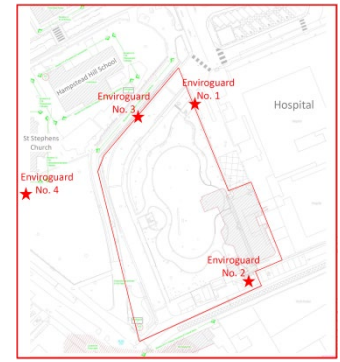 Hampstead Hill School
Enviroguard
No. 1
Enviroguard
No. 3
Hospital
St Stephens
Church
Enviroguard
No. 4
Enviroguard
No. 2